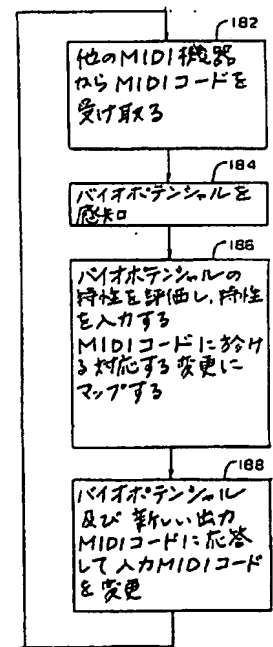 182
他のMIDI機器
からMIDIコードを
受け取る
184
バイオポテンシャルを
感知
186
バイオポテンシャルの
特性を評価し、特性
を入力する
MIDIコードに於け
る対応する変更に
マップする
188
バイオポテンシャル
及び新しい出力
MIDIコードに応答
して入力MIDIコード
を変更